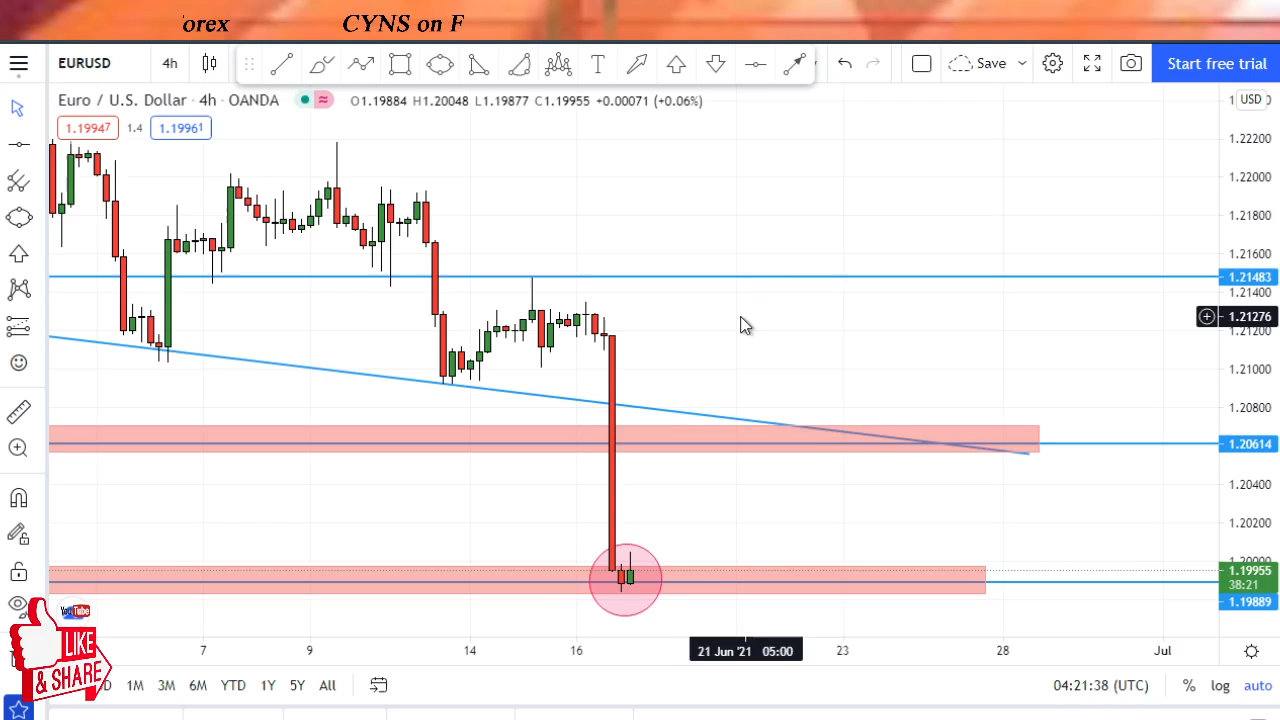 orex CYNS on F
EURUSD 4h T Save Start free trial
Euro / U.S. Dollar · 4h · OANDA ≈ O1.19884 H1.20048 L1.19877 C1.19955 +0.00071 (+0.06%) USD
1.19947 1.4 1.19961
1.22200
1.22000
1.21800
1.21600
1.21483
1.21400
1.21276
1.21200
1.21000
1.20800
1.20614
1.20400
1.20200
1.20000
1.19955
38:21
1.19889
YouTube
7 9 14 16 21 Jun '21 05:00 23 28 Jul
LIKE
& SHARE
D 1M 3M 6M YTD 1Y 5Y All 04:21:38 (UTC) % log auto